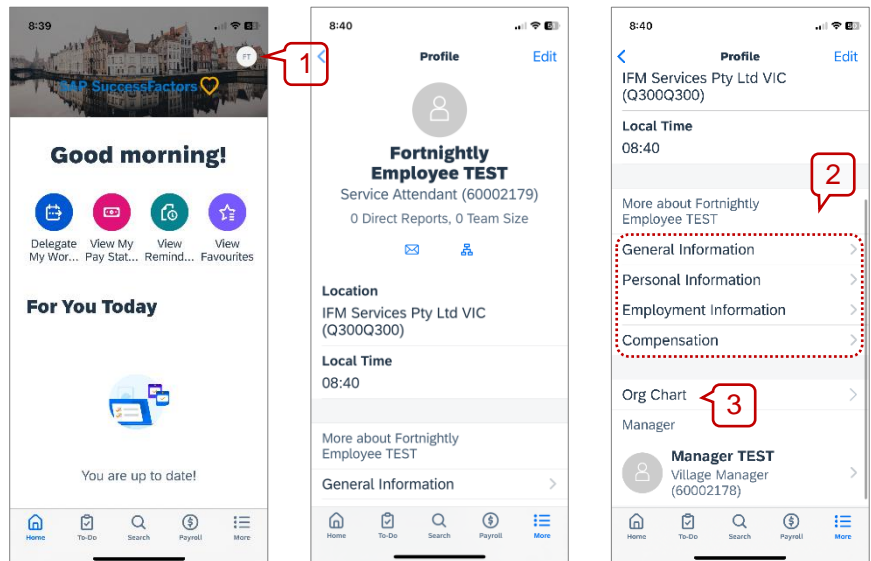 8:39
FT
1
SAP SuccessFactors
Good morning!
Delegate My Wor...
View My Pay Stat...
View Remind...
View Favourites
For You Today
You are up to date!
Home
To-Do
Search
Payroll
More
8:40
Profile
Edit
Fortnightly
Employee TEST
Service Attendant (60002179)
0 Direct Reports, 0 Team Size
Location
IFM Services Pty Ltd VIC
(Q300Q300)
Local Time
08:40
More about Fortnightly
Employee TEST
General Information
Home
To-Do
Search
Payroll
More
8:40
Profile
Edit
IFM Services Pty Ltd VIC
(Q300Q300)
Local Time
08:40
2
More about Fortnightly
Employee TEST
General Information
Personal Information
Employment Information
Compensation
Org Chart
3
Manager
Manager TEST
Village Manager
(60002178)
Home
To-Do
Search
Payroll
More